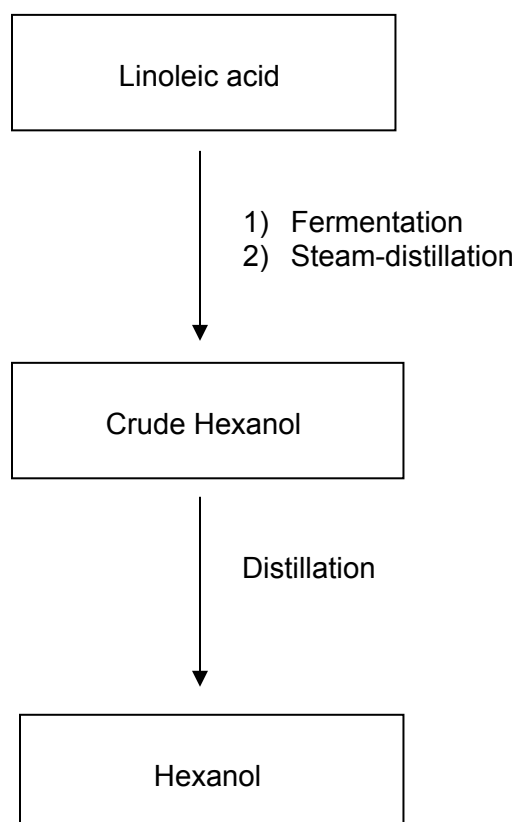 Linoleic acid
1) Fermentation
2) Steam-distillation
Crude Hexanol
Distillation
Hexanol